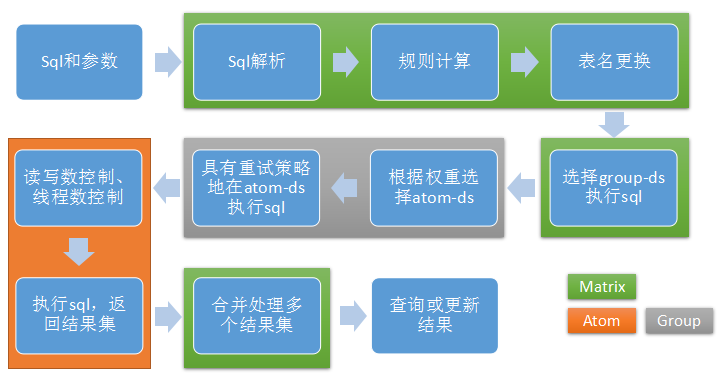 Sql和参数
Sql解析
规则计算
表名更换
选择group-ds
执行sql
根据权重选
择atom-ds
具有重试策略
地在atom-ds
执行sql
读写数控制、
线程数控制
执行sql，返
回结果集
合并处理多
个结果集
查询或更新
结果
Matrix
Atom
Group